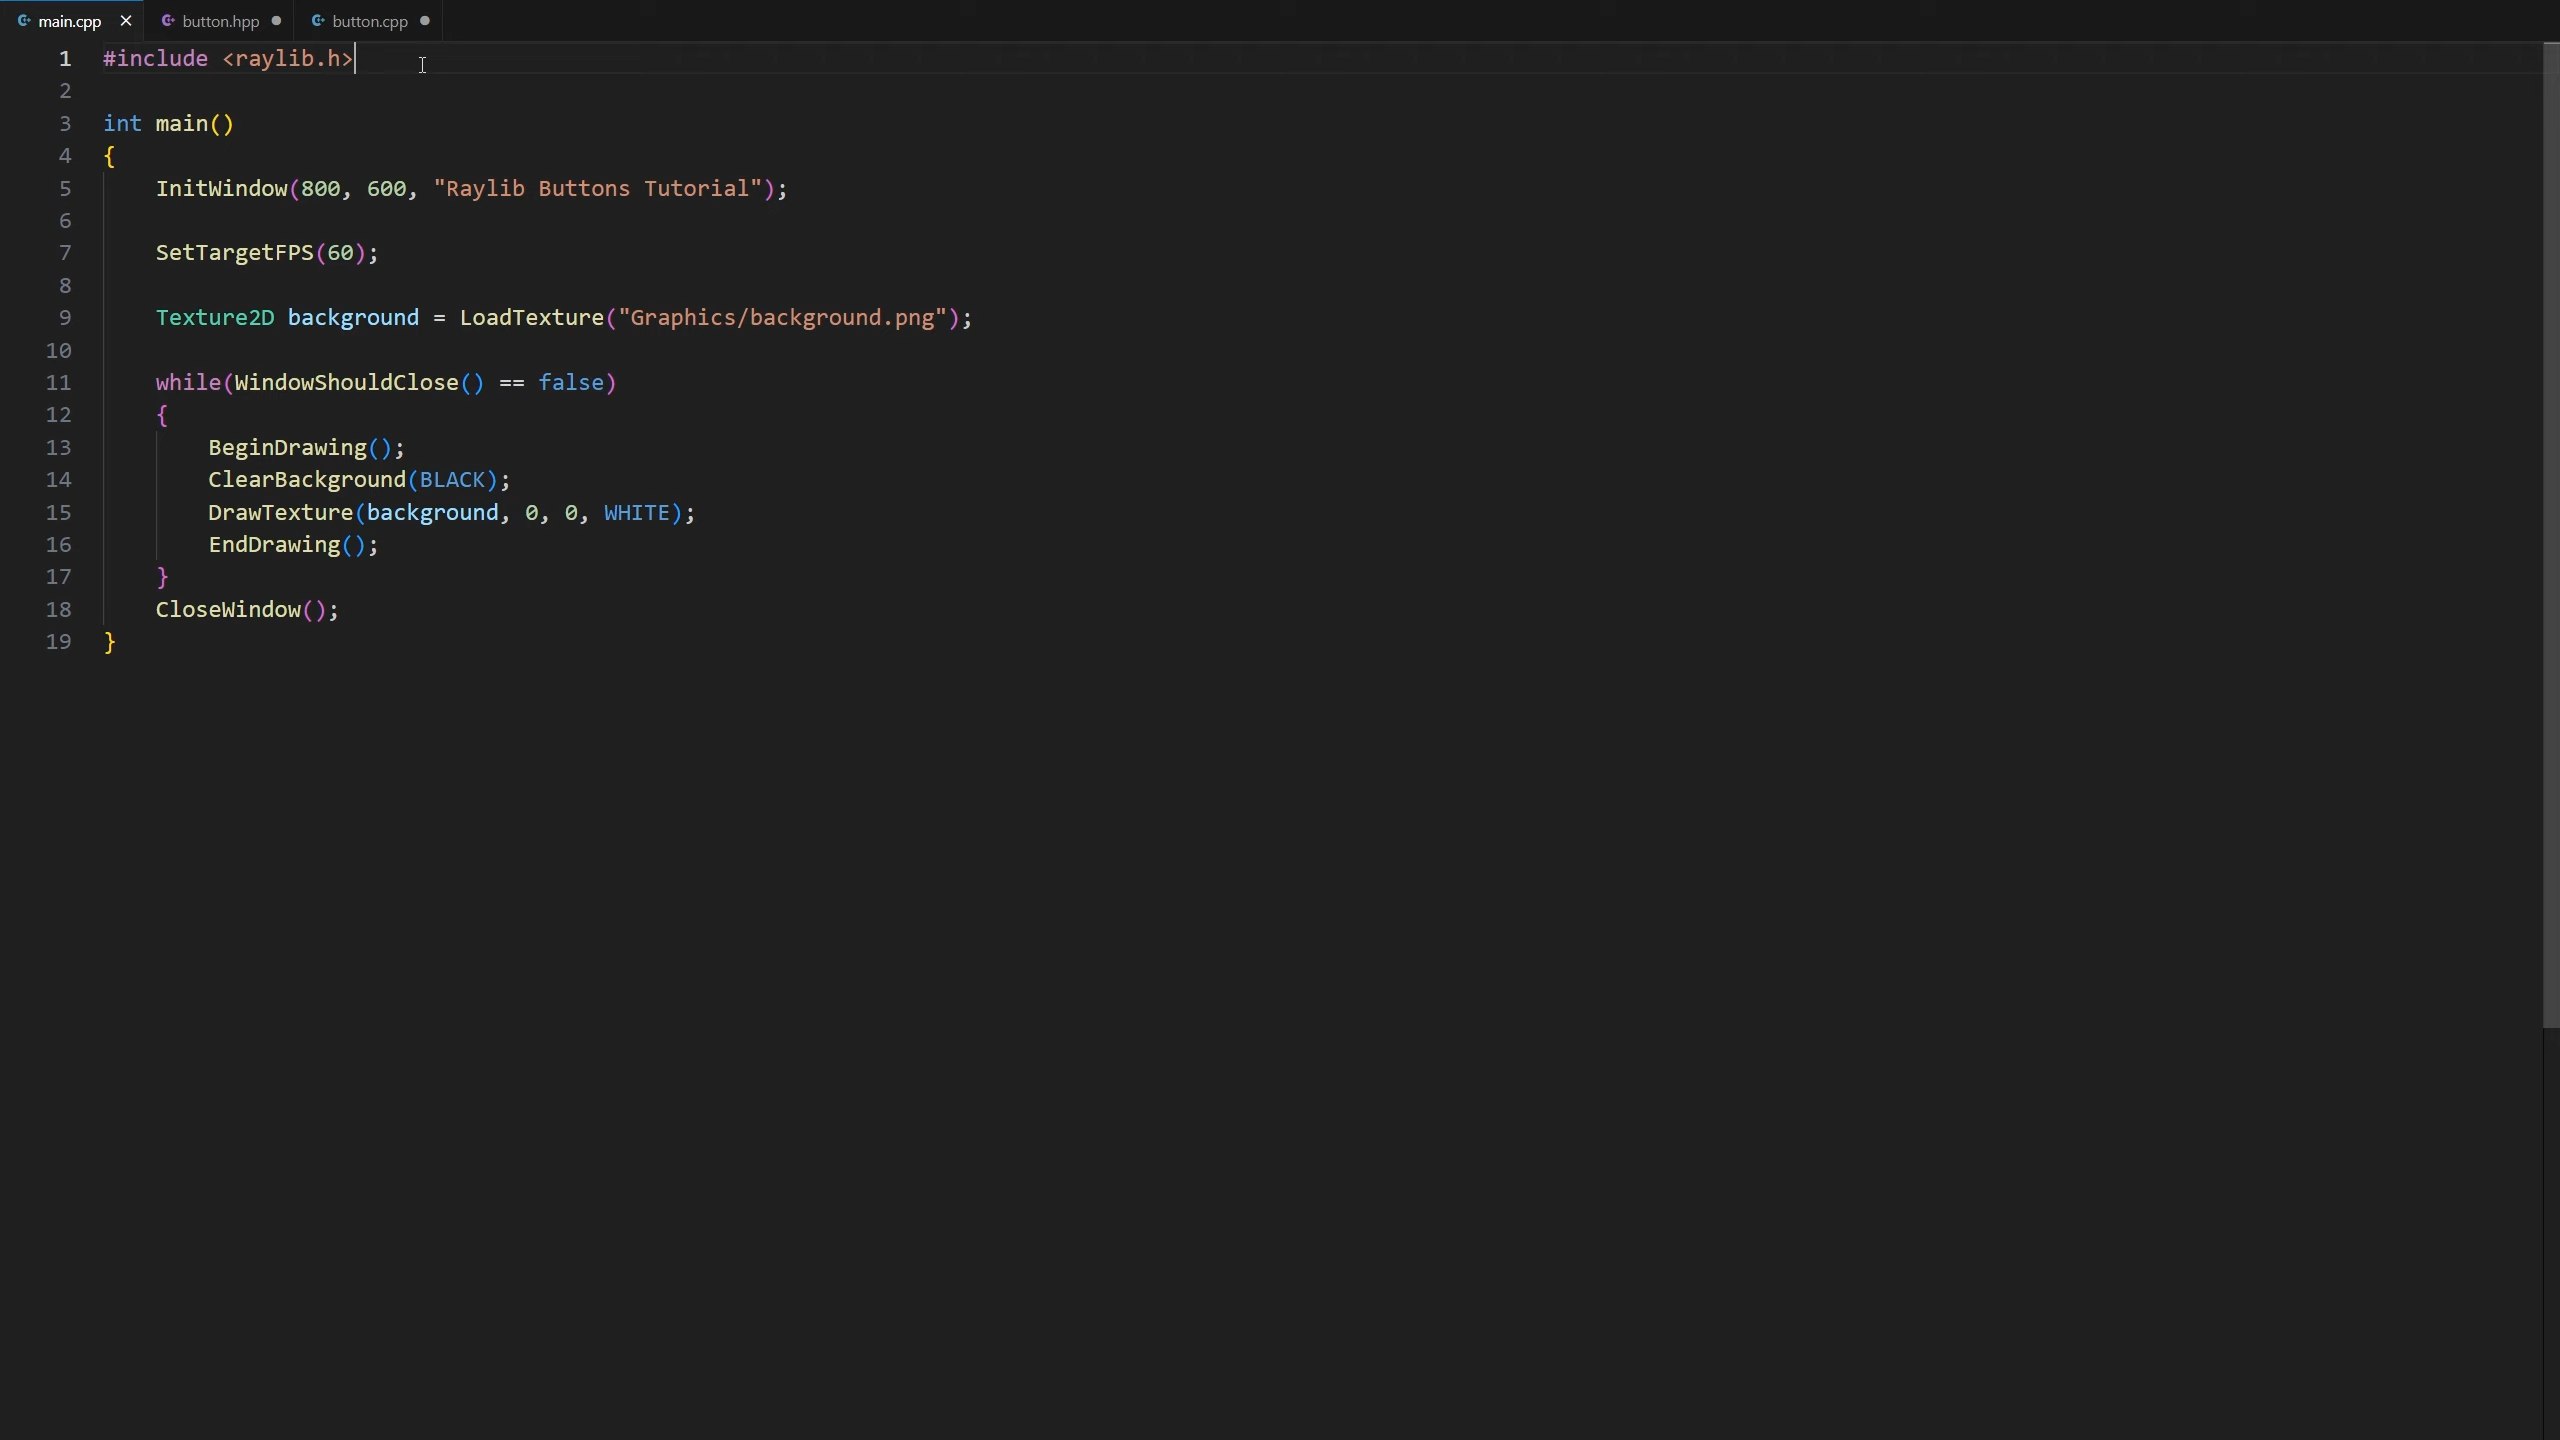 main.cpp button.hpp button.cpp
1 #include <raylib.h>
2
3 int main()
4 {
5 InitWindow(800, 600, "Raylib Buttons Tutorial");
6
7 SetTargetFPS(60);
8
9 Texture2D background = LoadTexture("Graphics/background.png");
10
11 while(WindowShouldClose() == false)
12 {
13 BeginDrawing();
14 ClearBackground(BLACK);
15 DrawTexture(background, 0, 0, WHITE);
16 EndDrawing();
17 }
18 CloseWindow();
19 }